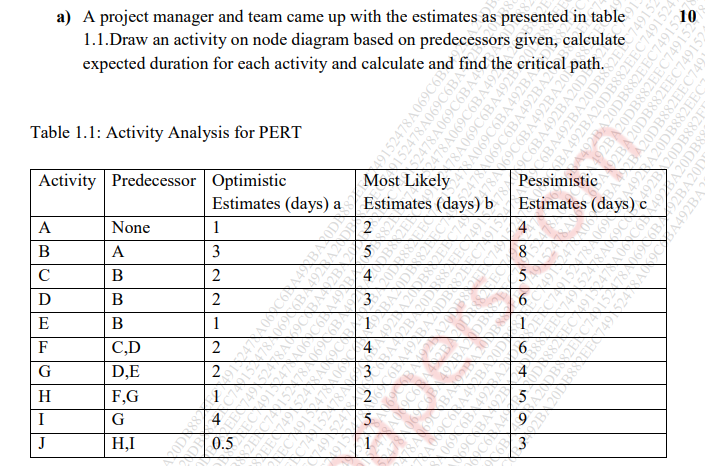 a) A project manager and team came up with the estimates as presented in table 10
1.1.Draw an activity on node diagram based on predecessors given, calculate
expected duration for each activity and calculate and find the critical path.
Table 1.1: Activity Analysis for PERT
Activity Predecessor Optimistic Most Likely Pessimistic
Estimates (days) a Estimates (days) b Estimates (days) c
A None 1 2 4
B A 3 5 8
C B 2 4 5
D B 2 3 6
E B 1 1 1
F C,D 2 4 6
G D,E 2 3 4
H F,G 1 2 5
I G 4 5 9
J H,I 0.5 1 3